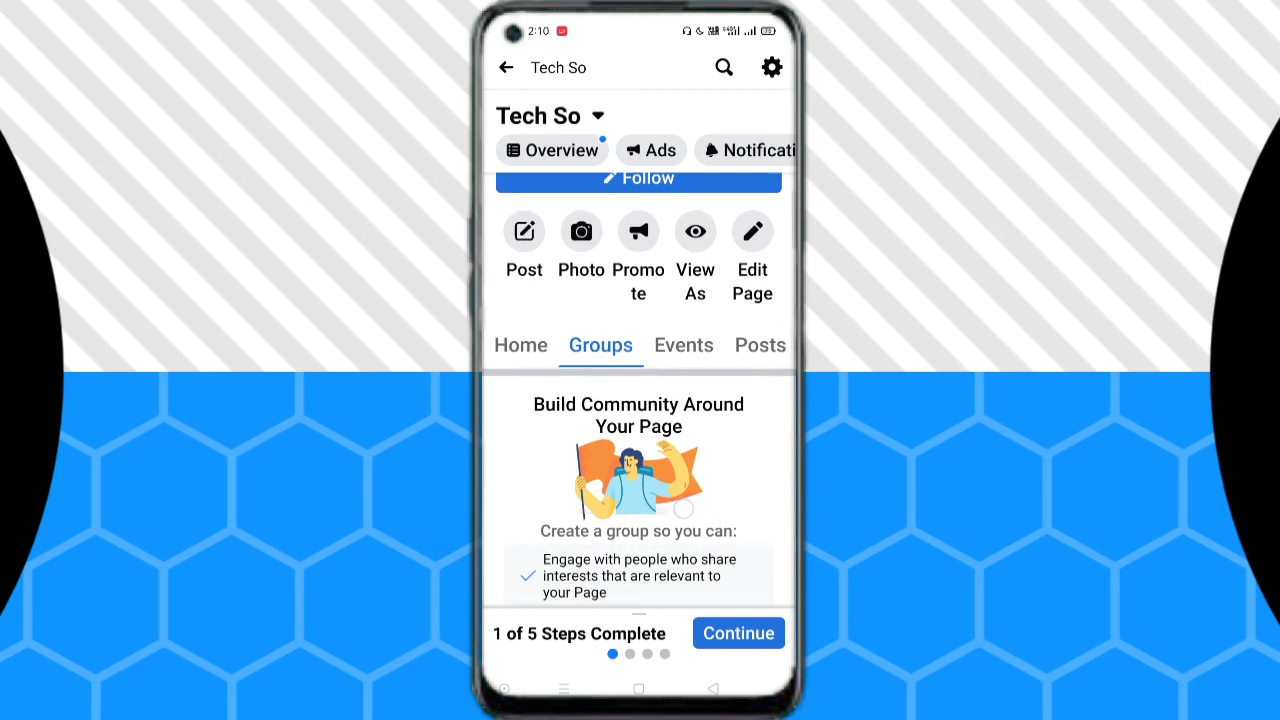 2:10
Tech So
Tech So
Overview
Ads
Notificati
Follow
Post
Photo
Promo
te
View
As
Edit
Page
Home
Groups
Events
Posts
Build Community Around
Your Page
Create a group so you can:
Engage with people who share
interests that are relevant to
your Page
1 of 5 Steps Complete
Continue